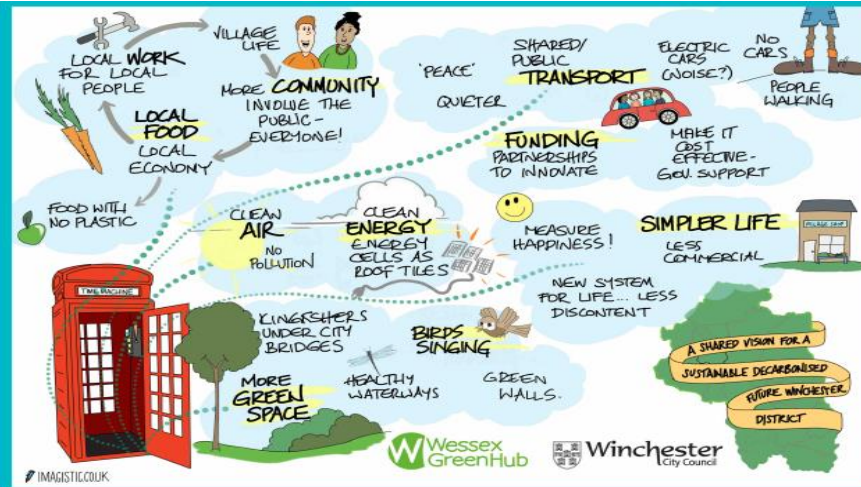 LOCAL WORK
FOR LOCAL
PEOPLE
VILLAGE
LIFE
MORE COMMUNITY
INVOLVE THE
PUBLIC -
EVERYONE!
LOCAL
FOOD
LOCAL
ECONOMY
FOOD WITH
NO PLASTIC
'PEACE'
QUIETER
SHARED/
PUBLIC
TRANSPORT
ELECTRIC
CARS
(NOISE?)
NO
CARS
PEOPLE
WALKING
FUNDING
PARTNERSHIPS
TO INNOVATE
MAKE IT
COST
EFFECTIVE-
GOV. SUPPORT
CLEAN
AIR
NO
POLLUTION
CLEAN
ENERGY
ENERGY
CELLS AS
ROOF TILES
MEASURE
HAPPINESS!
SIMPLER LIFE
LESS
COMMERCIAL
VILLAGE SHOP
NEW SYSTEM
FOR LIFE... LESS
DISCONTENT
TIME MACHINE
KINGFISHERS
UNDER CITY
BRIDGES
BIRDS
SINGING
MORE
GREEN
SPACE
HEALTHY
WATERWAYS
GREEN
WALLS.
A SHARED VISION FOR A
SUSTAINABLE DECARBONISED
FUTURE WINCHESTER
DISTRICT
Wessex
GreenHub
Winchester
City Council
IMAGISTIC.CO.UK